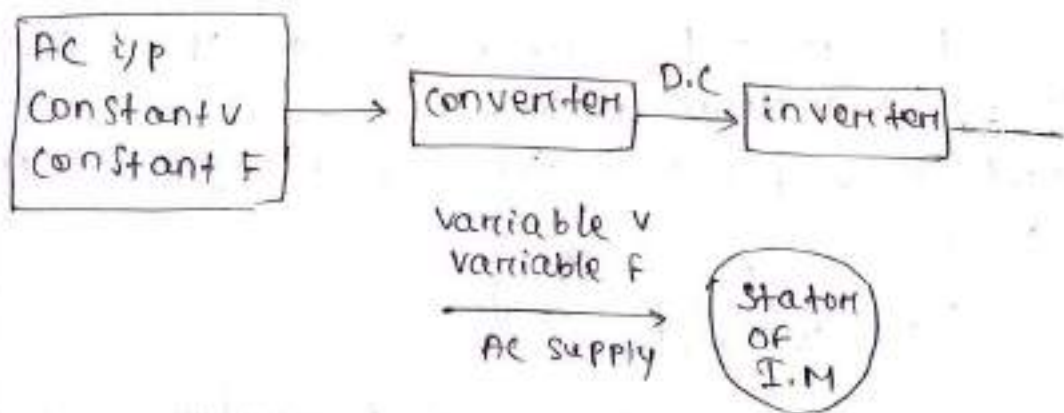 AC i/p
Constant V
Constant F
converter
D.C
inverter
variable V
variable F
AC supply
Stator
OF
I.M